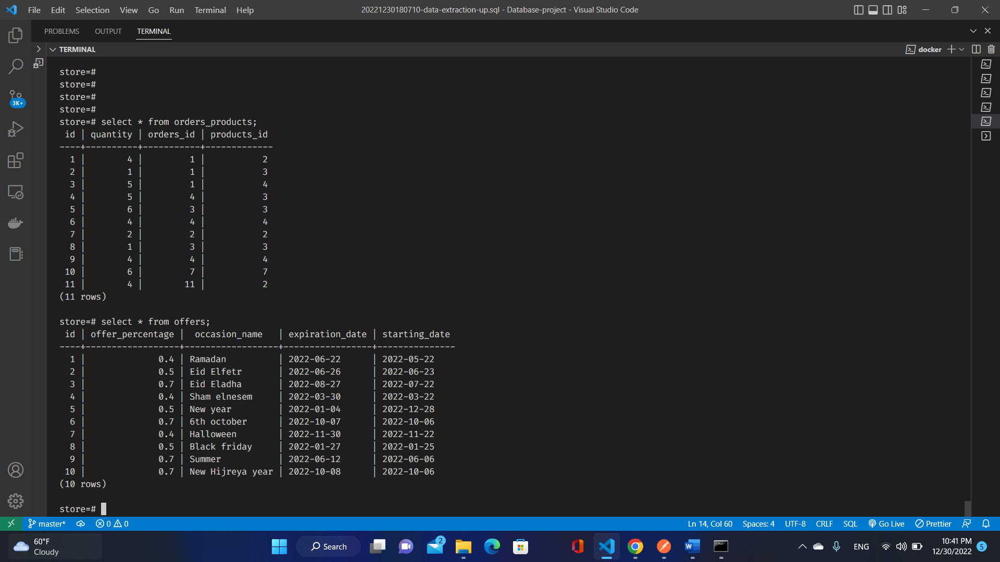 File Edit Selection View Go Run Terminal Help 20221230180710-data-extraction-up.sql - Database-project - Visual Studio Code
PROBLEMS OUTPUT TERMINAL
TERMINAL docker
3K+
store=#
store=#
store=#
store=#
store=# select * from orders_products;
 id | quantity | orders_id | products_id
----+----------+-----------+-------------
  1 |        4 |         1 |           2
  2 |        1 |         1 |           3
  3 |        5 |         1 |           4
  4 |        5 |         4 |           3
  5 |        6 |         3 |           3
  6 |        4 |         4 |           4
  7 |        2 |         2 |           2
  8 |        1 |         3 |           3
  9 |        4 |         4 |           4
 10 |        6 |         7 |           7
 11 |        4 |        11 |           2
(11 rows)
store=# select * from offers;
 id | offer_percentage |  occasion_name   | expiration_date | starting_date
----+------------------+------------------+-----------------+---------------
  1 |              0.4 | Ramadan          | 2022-06-22      | 2022-05-22
  2 |              0.5 | Eid Elfetr       | 2022-06-26      | 2022-06-23
  3 |              0.7 | Eid Eladha       | 2022-08-27      | 2022-07-22
  4 |              0.4 | Sham elnesem     | 2022-03-30      | 2022-03-22
  5 |              0.5 | New year         | 2022-01-04      | 2022-12-28
  6 |              0.7 | 6th october      | 2022-10-07      | 2022-10-06
  7 |              0.4 | Halloween        | 2022-11-30      | 2022-11-22
  8 |              0.5 | Black friday     | 2022-01-27      | 2022-01-25
  9 |              0.7 | Summer           | 2022-06-12      | 2022-06-06
 10 |              0.7 | New Hijreya year | 2022-10-08      | 2022-10-06
(10 rows)
store=#
master* 0 0 Ln 14, Col 60 Spaces: 4 UTF-8 CRLF SQL Go Live Prettier
60°F
Cloudy
Search
2
W
ENG
10:41 PM
12/30/2022
5